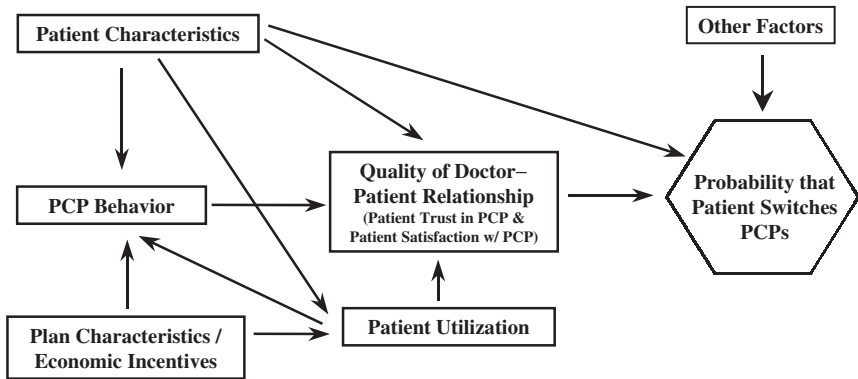 Patient Characteristics
Other Factors
Quality of Doctor–
Patient Relationship
(Patient Trust in PCP &
Patient Satisfaction w/ PCP)
Probability that
Patient Switches
PCPs
PCP Behavior
Plan Characteristics /
Economic Incentives
Patient Utilization